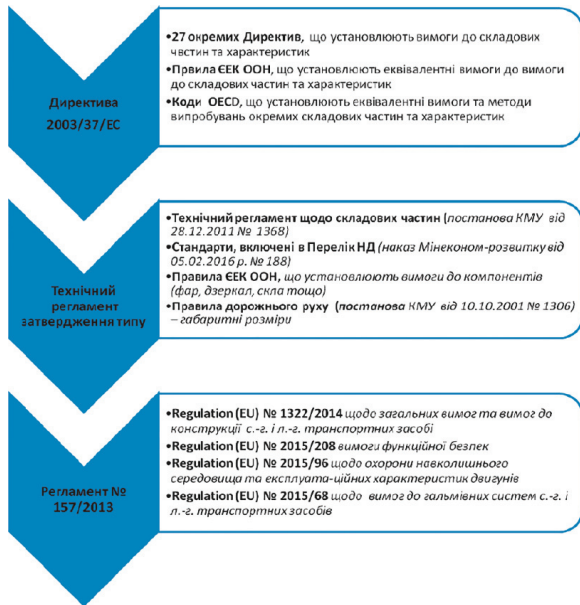 Директива
2003/37/ЕС
•27 окремих Директив, що установлюють вимоги до складових
чвстин та характеристик
•Првила ЄЕК ООН, що установлюють еквівалентні вимоги до вимоги
до складових частин та характеристик
•Коди OECD, що установлюють еквівалентні вимоги та методи
випробувань окремих складових частин та характеристик
Технічний
регламент
затвердження типу
•Технічний регламент щодо складових частин (постанова КМУ від
28.12.2011 № 1368)
•Стандарти, включені в Перелік НД (наказ Мінеконом-розвитку від
05.02.2016 р. № 188)
•Правила ЄЕК ООН, що установлюють вимоги до компонентів
(фар, дзеркал, скла тощо)
•Правила дорожнього руху (постанова КМУ від 10.10.2001 № 1306)
– габаритні розміри
Регламент №
157/2013
•Regulation (EU) № 1322/2014 щодо загальних вимог та вимог до
конструкції с.-г. і л.-г. транспортних засобі
•Regulation (EU) № 2015/208 вимоги функційної безпек
•Regulation (EU) № 2015/96 щодо охорони навколишнього
середовища та експлуата-ційних характеристик двигунів
•Regulation (EU) № 2015/68 щодо вимог до гальмівних систем с.-г. і
л.-г. транспортних засобів